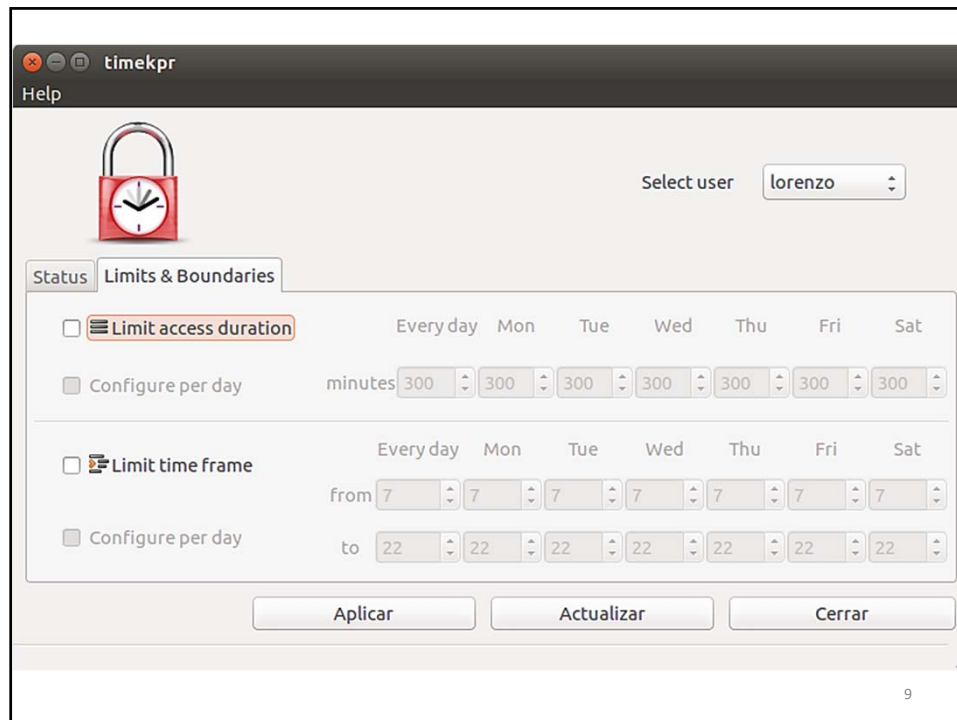 timekpr
Help
Select user lorenzo
Status Limits & Boundaries
Limit access duration Every day Mon Tue Wed Thu Fri Sat
Configure per day minutes 300 300 300 300 300 300 300
Limit time frame Every day Mon Tue Wed Thu Fri Sat
from 7 7 7 7 7 7 7
Configure per day to 22 22 22 22 22 22 22
Aplicar Actualizar Cerrar
9